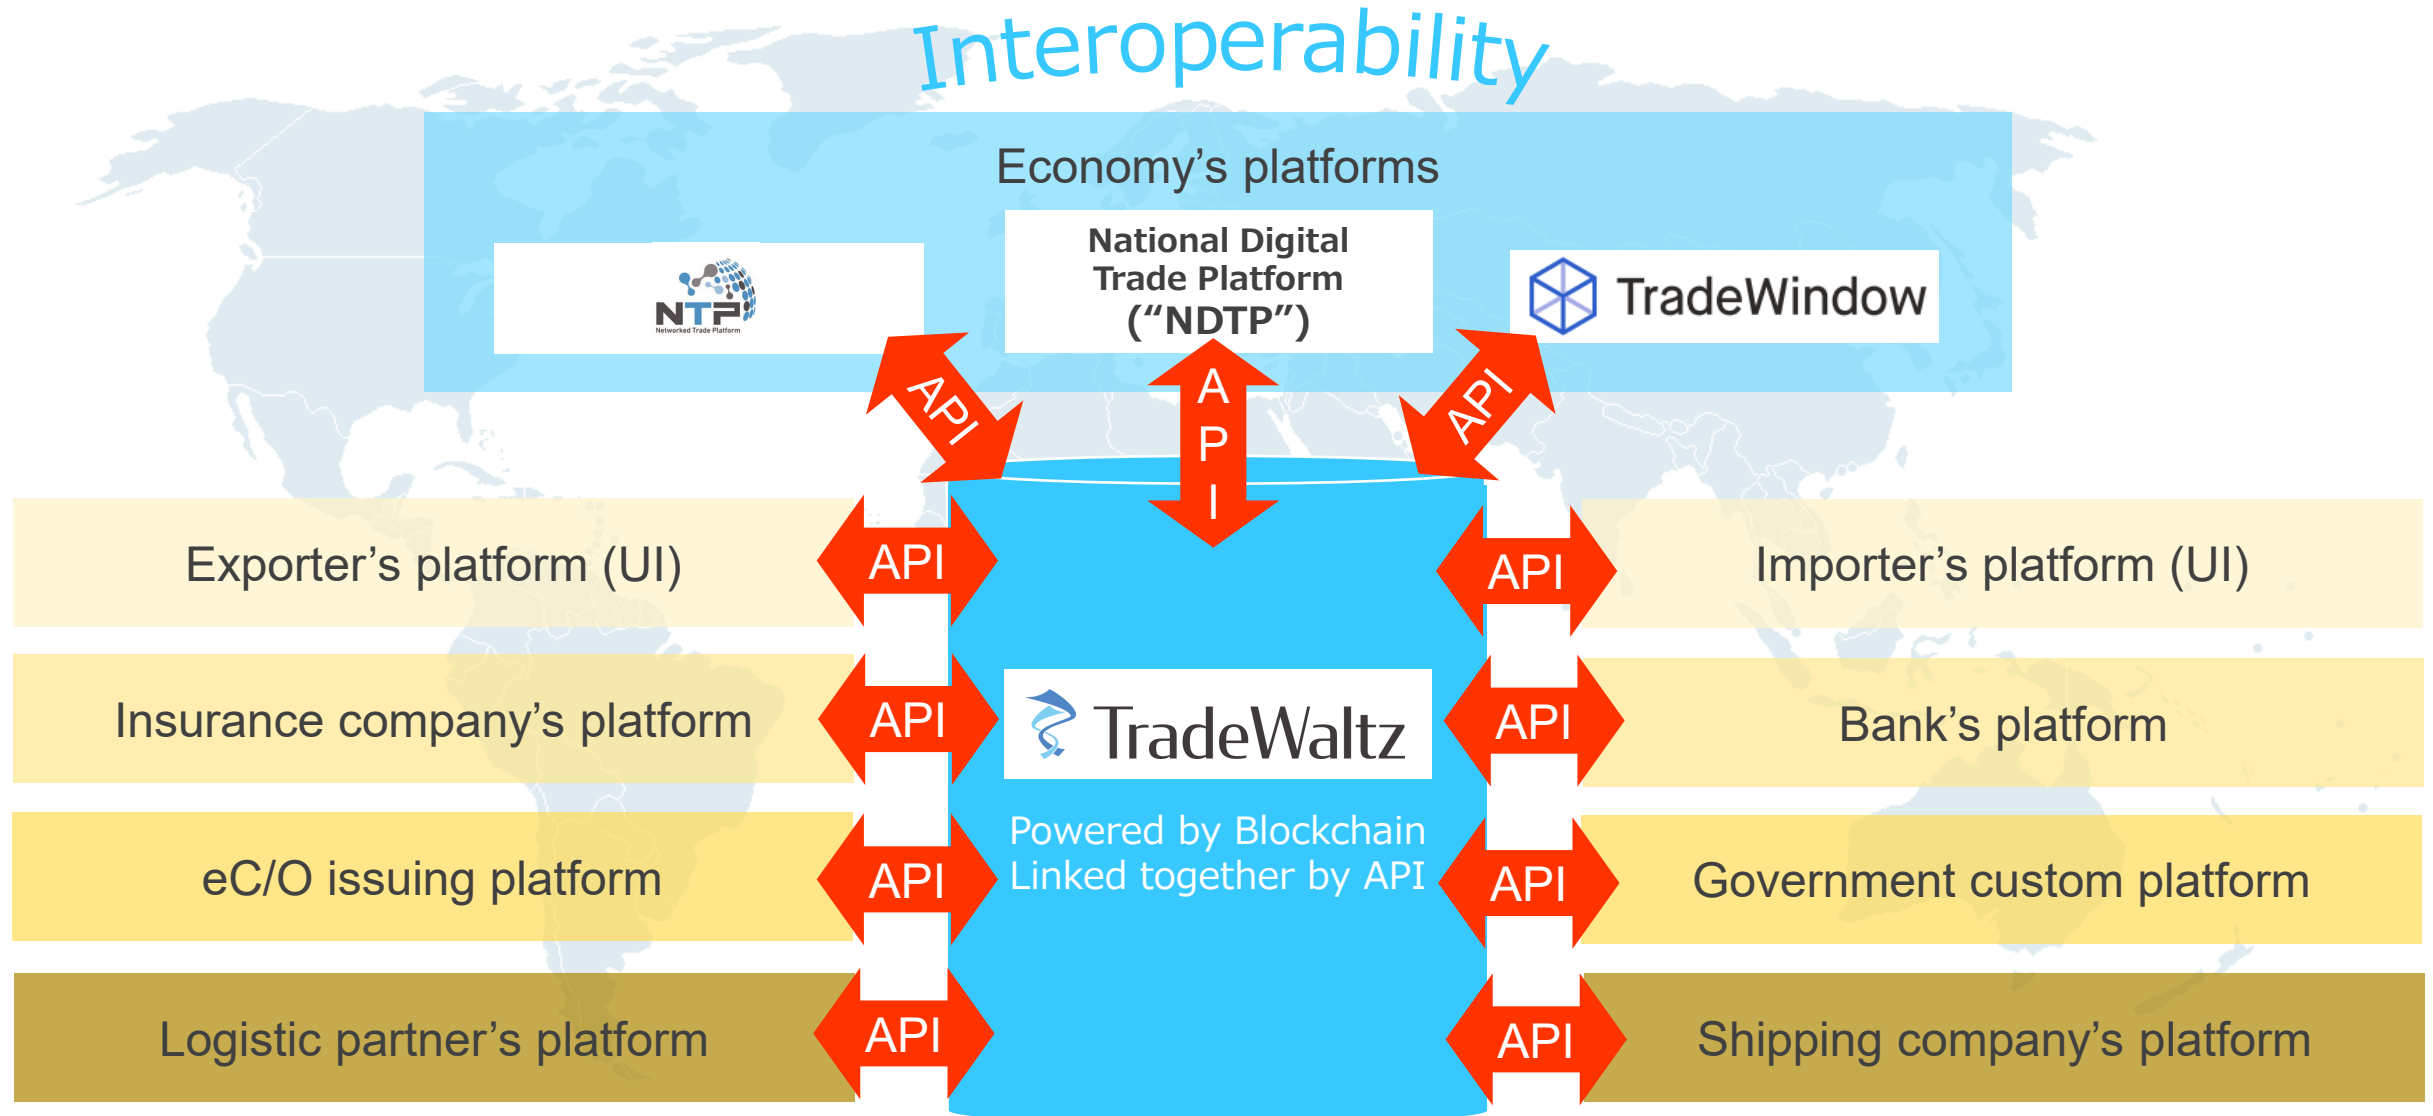 Interoperability
Economy’s platforms
NTP
Networked Trade Platform
National Digital
Trade Platform
(“NDTP”)
TradeWindow
API
A
P
I
API
Exporter’s platform (UI)
API
API
Importer’s platform (UI)
Insurance company’s platform
API
TradeWaltz
API
Bank’s platform
Powered by Blockchain
Linked together by API
eC/O issuing platform
API
API
Government custom platform
Logistic partner’s platform
API
API
Shipping company’s platform